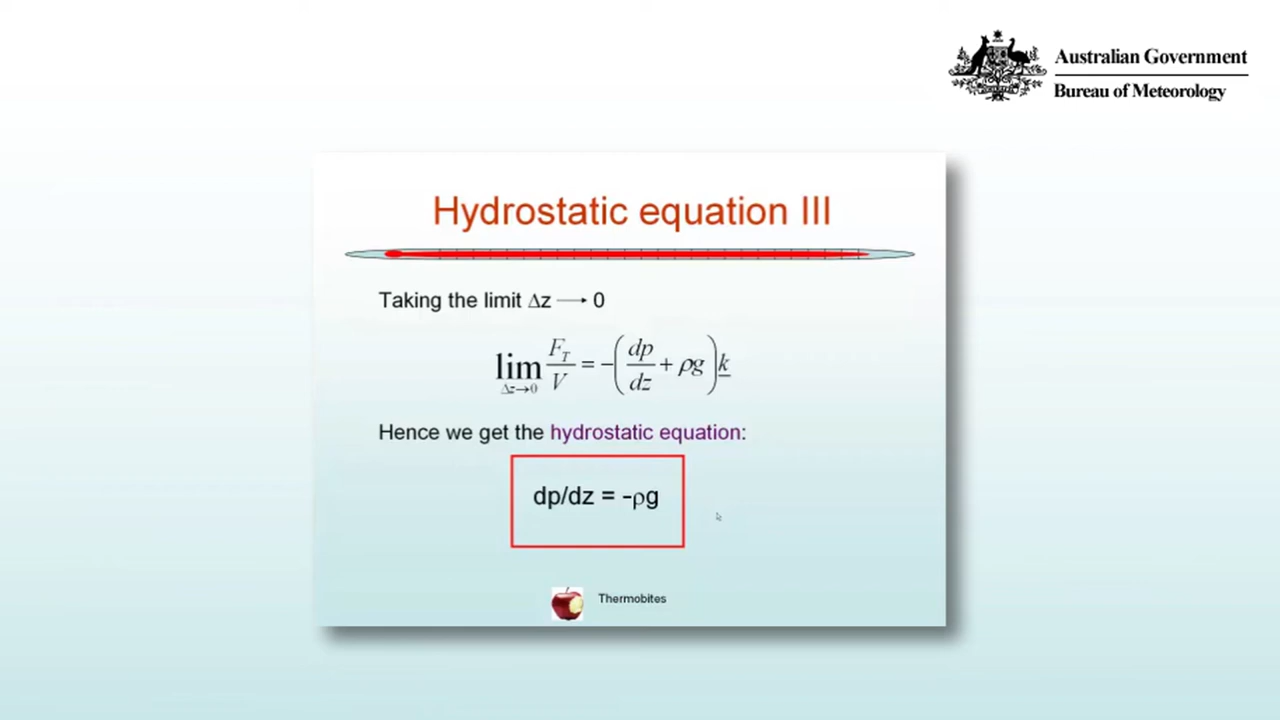 Australian Government
Bureau of Meteorology
Hydrostatic equation III
Taking the limit Δz → 0
lim Δz→0 F_T/V = -(dp/dz + ρg)k
Hence we get the hydrostatic equation:
dp/dz = -ρg
Thermobites